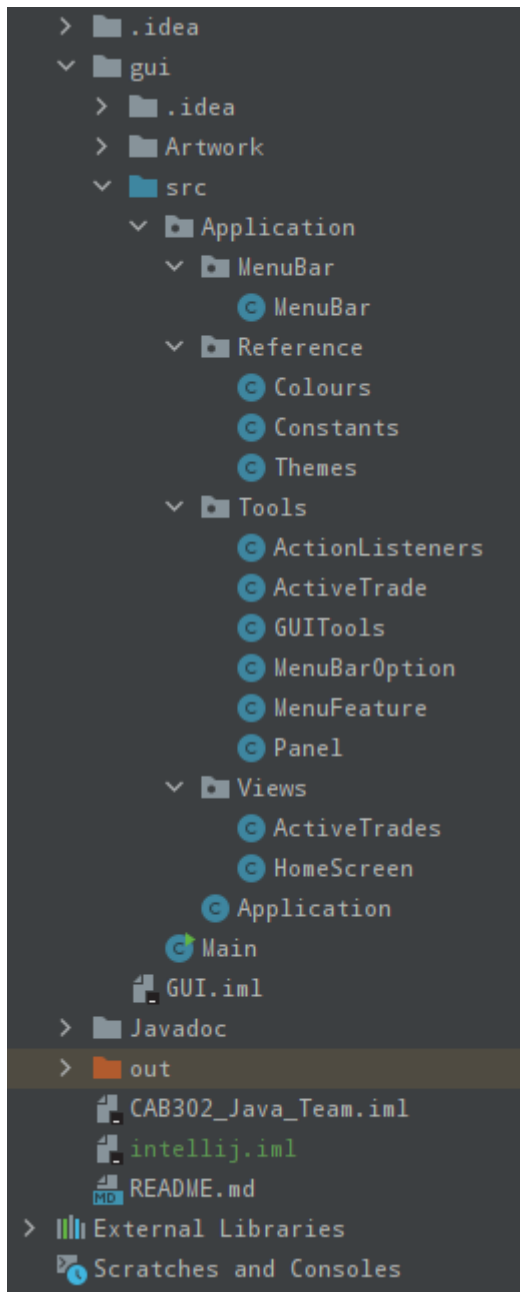 .idea
gui
.idea
Artwork
src
Application
MenuBar
MenuBar
Reference
Colours
Constants
Themes
Tools
ActionListeners
ActiveTrade
GUITools
MenuBarOption
MenuFeature
Panel
Views
ActiveTrades
HomeScreen
Application
Main
GUI.iml
Javadoc
out
CAB302_Java_Team.iml
intellij.iml
MD README.md
External Libraries
Scratches and Consoles